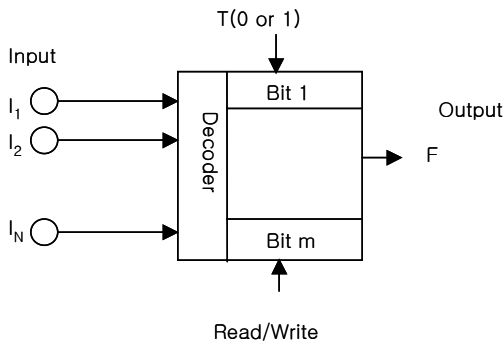 T(0 or 1)
Input
Bit 1
I1
Output
Decoder
I2
F
IN
Bit m
Read/Write